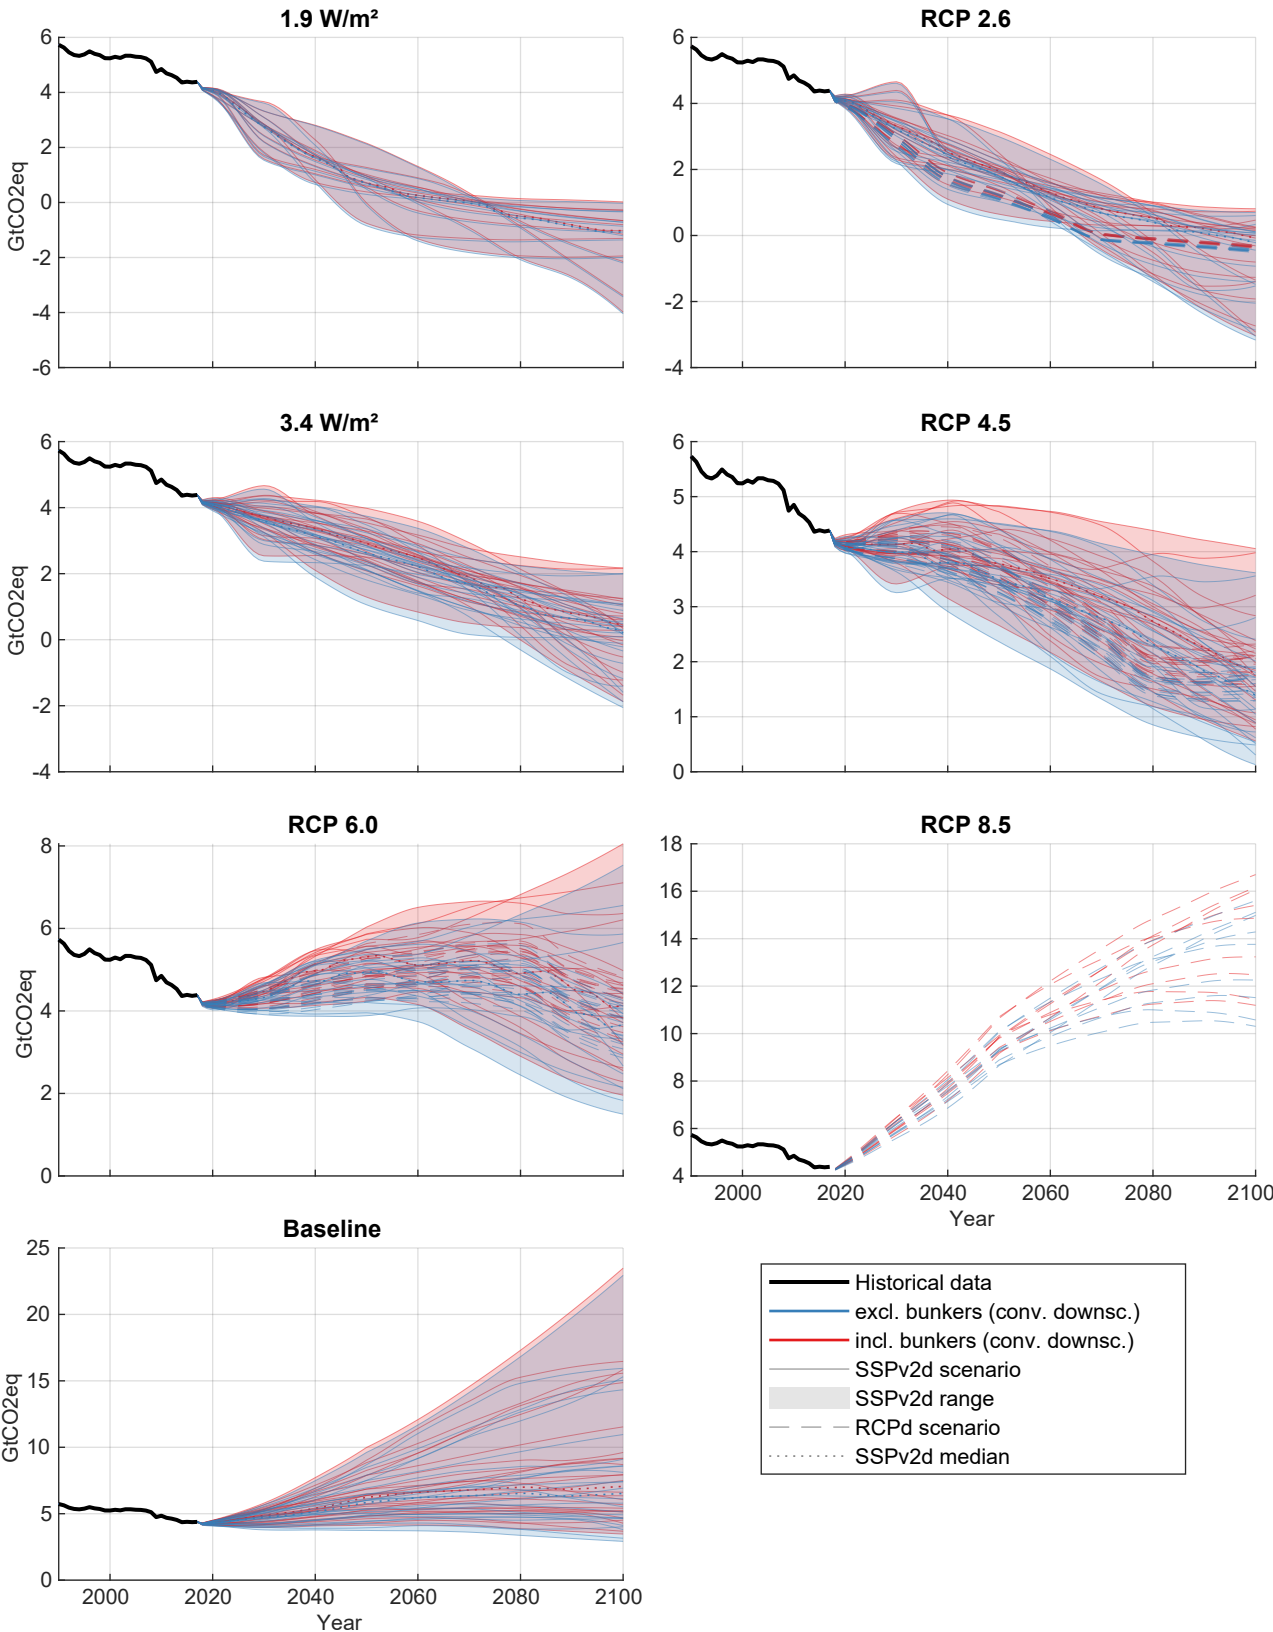 1.9 W/m²
6
4
2
0
-2
-4
-6
GtCO2eq
RCP 2.6
6
4
2
0
-2
-4
3.4 W/m²
6
4
2
0
-2
-4
GtCO2eq
RCP 4.5
6
5
4
3
2
1
0
RCP 6.0
8
6
4
2
0
GtCO2eq
RCP 8.5
18
16
14
12
10
8
6
4
2000 2020 2040 2060 2080 2100
Year
Baseline
25
20
15
10
5
0
GtCO2eq
2000 2020 2040 2060 2080 2100
Year
Historical data
excl. bunkers (conv. downsc.)
incl. bunkers (conv. downsc.)
SSPv2d scenario
SSPv2d range
RCPd scenario
SSPv2d median